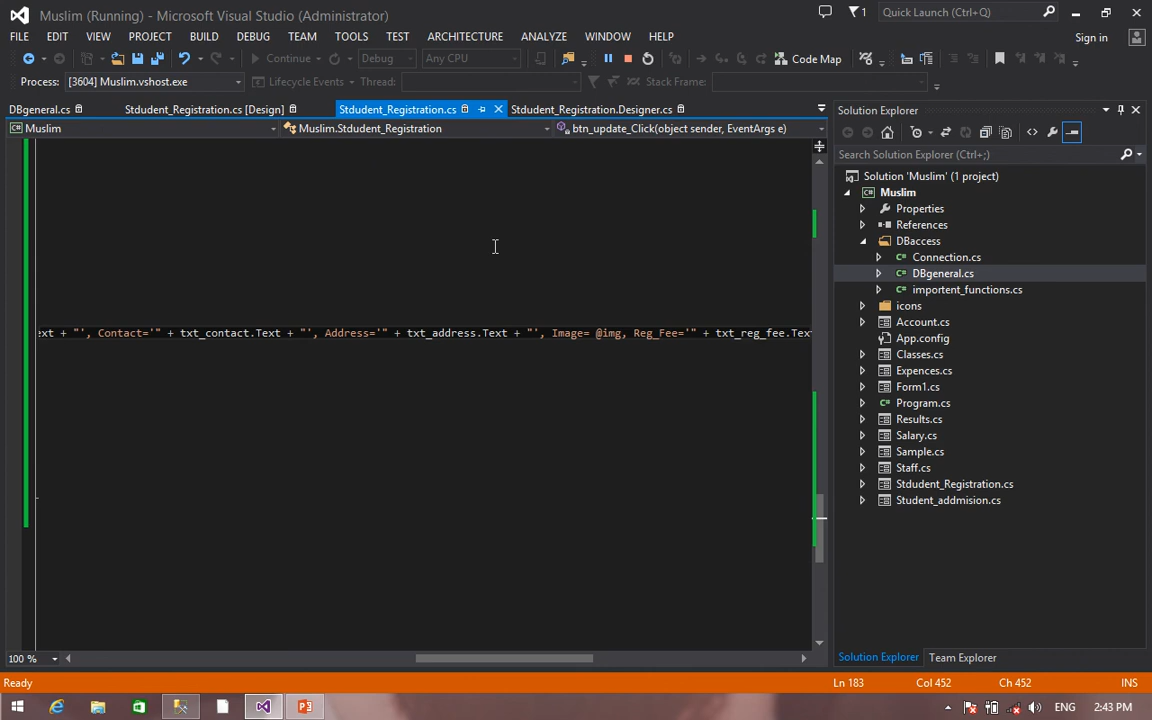 Muslim (Running) - Microsoft Visual Studio (Administrator)
1
Quick Launch (Ctrl+Q)
FILE EDIT VIEW PROJECT BUILD DEBUG TEAM TOOLS TEST ARCHITECTURE ANALYZE WINDOW HELP
Sign in
Continue Debug Any CPU Code Map
Process: [3604] Muslim.vshost.exe Lifecycle Events Thread: Stack Frame:
DBgeneral.cs Stdudent_Registration.cs [Design] Stdudent_Registration.cs Stdudent_Registration.Designer.cs
Muslim Muslim.Stdudent_Registration btn_update_Click(object sender, EventArgs e)
ext + "', Contact='" + txt_contact.Text + "', Address='" + txt_address.Text + "', Image= @img, Reg_Fee='" + txt_reg_fee.Text
100 %
Solution Explorer
Search Solution Explorer (Ctrl+;)
Solution 'Muslim' (1 project)
Muslim
Properties
References
DBaccess
Connection.cs
DBgeneral.cs
importent_functions.cs
icons
Account.cs
App.config
Classes.cs
Expences.cs
Form1.cs
Program.cs
Results.cs
Salary.cs
Sample.cs
Staff.cs
Stdudent_Registration.cs
Student_addmision.cs
Solution Explorer Team Explorer
Ready Ln 183 Col 452 Ch 452 INS
ENG 2:43 PM